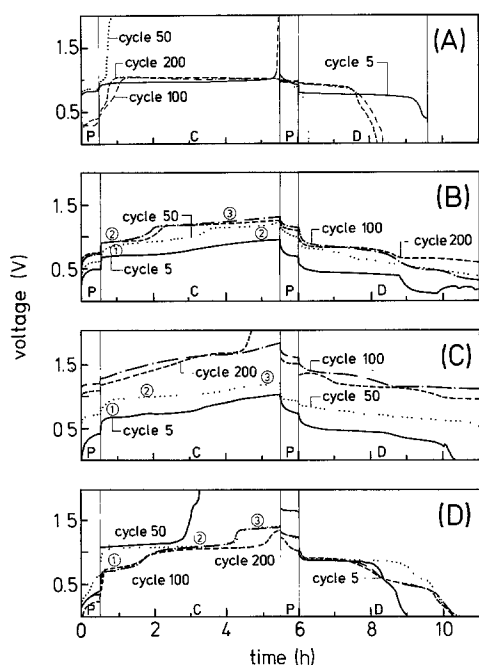 (A)
cycle 50
cycle 200
cycle 100
cycle 5
1.5
0.5
P
C
P
D
(B)
cycle 50
cycle 100
cycle 200
② ③ ②
①
cycle 5
1.5
1.0
0.5
P
C
P
D
(C)
cycle 200
cycle 100
cycle 50
② ③
①
cycle 5
1.5
0.5
P
C
P
D
(D)
cycle 50
② ③
①
cycle 100
cycle 200
cycle 5
1.5
0.5
P
C
P
D
voltage (V)
0 2 4 6 8 10
time (h)